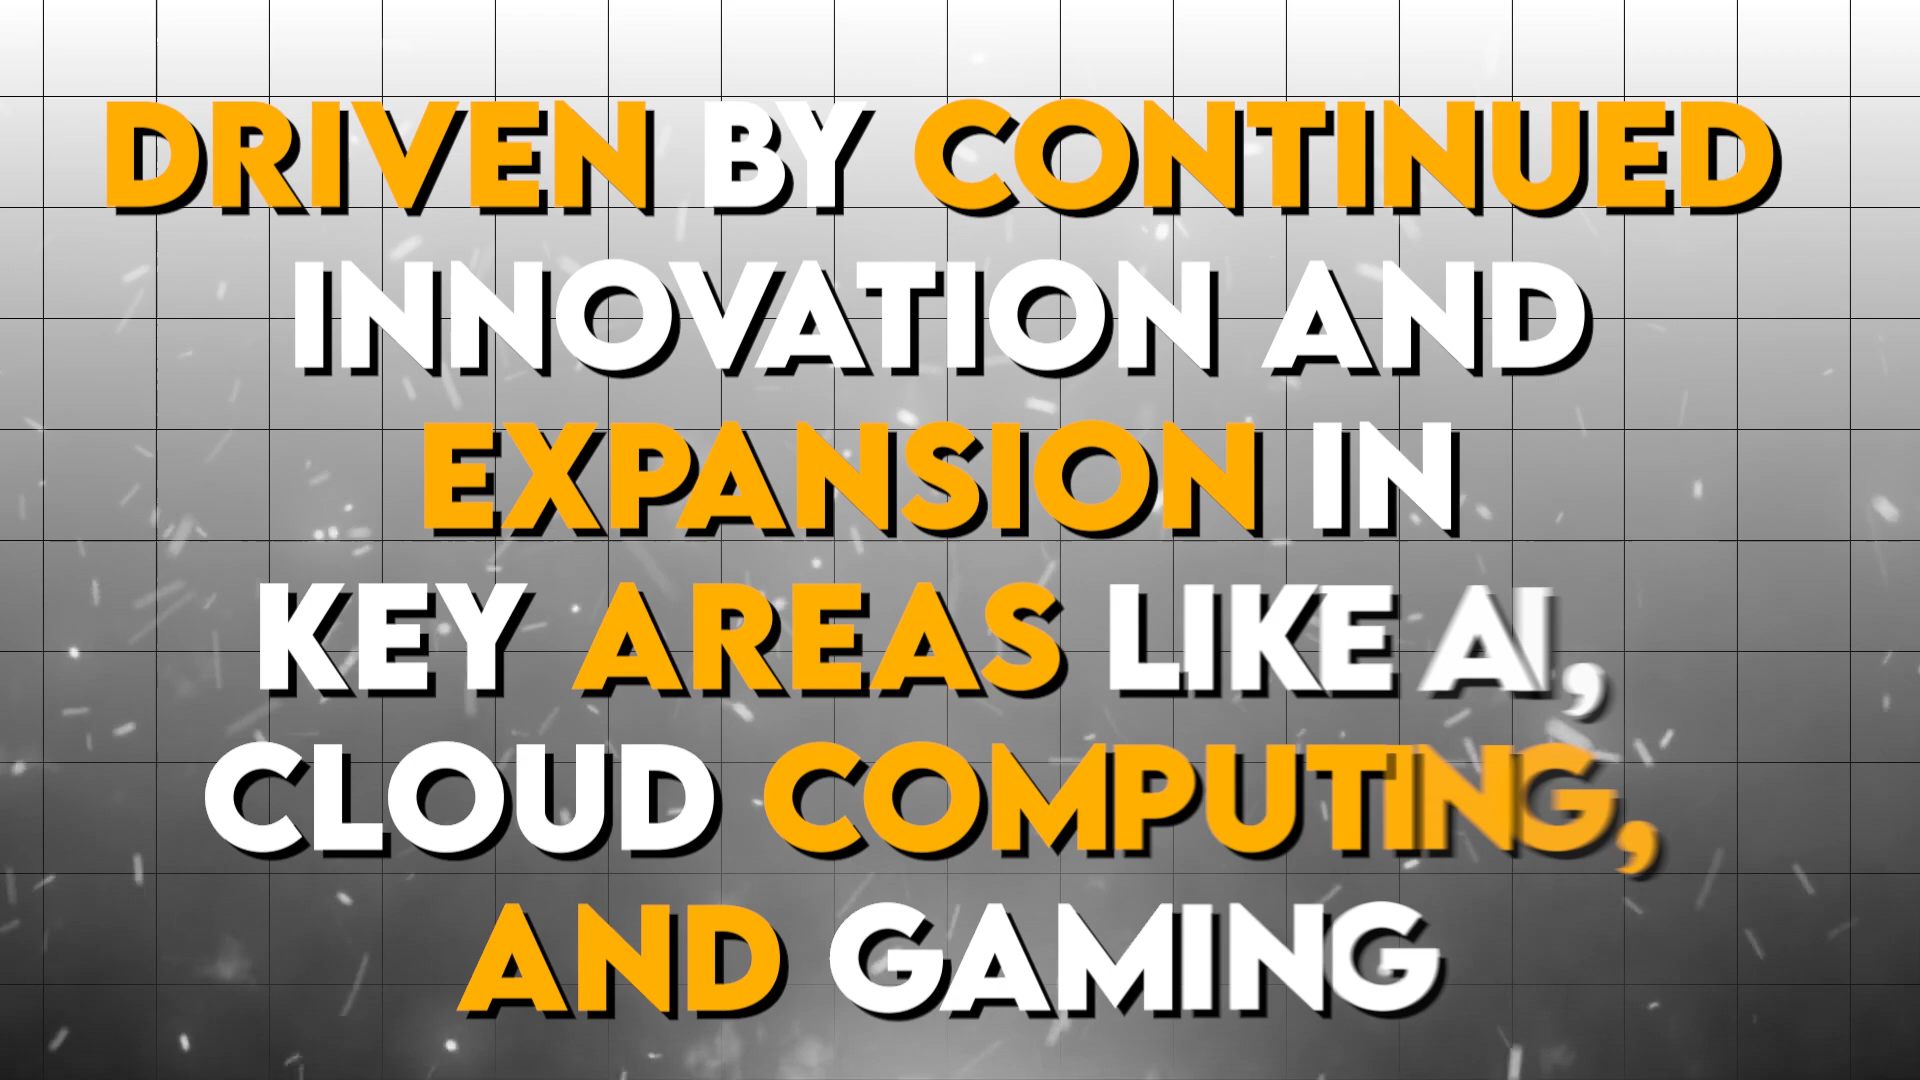 DRIVEN BY CONTINUED
INNOVATION AND
EXPANSION IN
KEY AREAS LIKE AI,
CLOUD COMPUTING,
AND GAMING